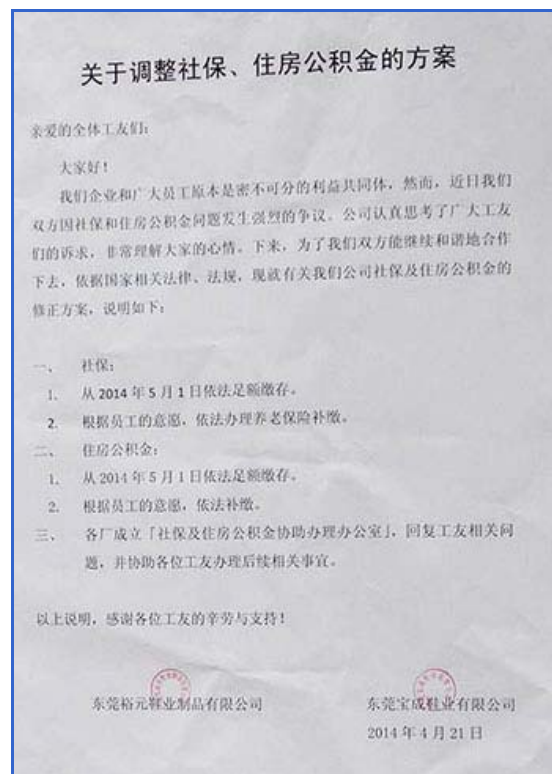 关于调整社保、住房公积金的方案
亲爱的全体工友们：
大家好！
我们企业和广大员工原本是密不可分的利益共同体，然而，近日我们
双方因社保和住房公积金问题发生强烈的争议。公司认真思考了广大工友
们的诉求，非常理解大家的心情。下来，为了我们双方能继续和谐地合作
下去，依据国家相关法律、法规，现就有关我们公司社保及住房公积金的
修正方案，说明如下：
一、 社保：
1. 从 2014 年 5 月 1 日依法足额缴存。
2. 根据员工的意愿，依法办理养老保险补缴。
二、 住房公积金：
1. 从 2014 年 5 月 1 日依法足额缴存。
2. 根据员工的意愿，依法补缴。
三、 各厂成立「社保及住房公积金协助办理办公室」，回复工友相关问
题，并协助各位工友办理后续相关事宜。
以上说明，感谢各位工友的辛劳与支持！
东莞裕元鞋业制品有限公司 东莞宝成鞋业有限公司
2014 年 4 月 21 日